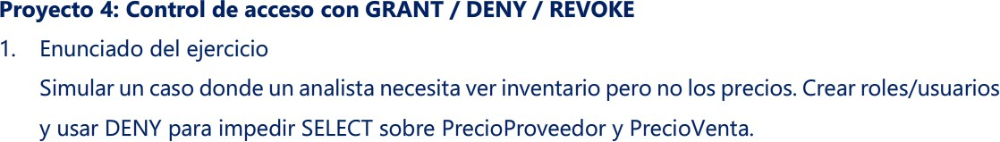 Proyecto 4: Control de acceso con GRANT / DENY / REVOKE
1. Enunciado del ejercicio
Simular un caso donde un analista necesita ver inventario pero no los precios. Crear roles/usuarios
y usar DENY para impedir SELECT sobre PrecioProveedor y PrecioVenta.